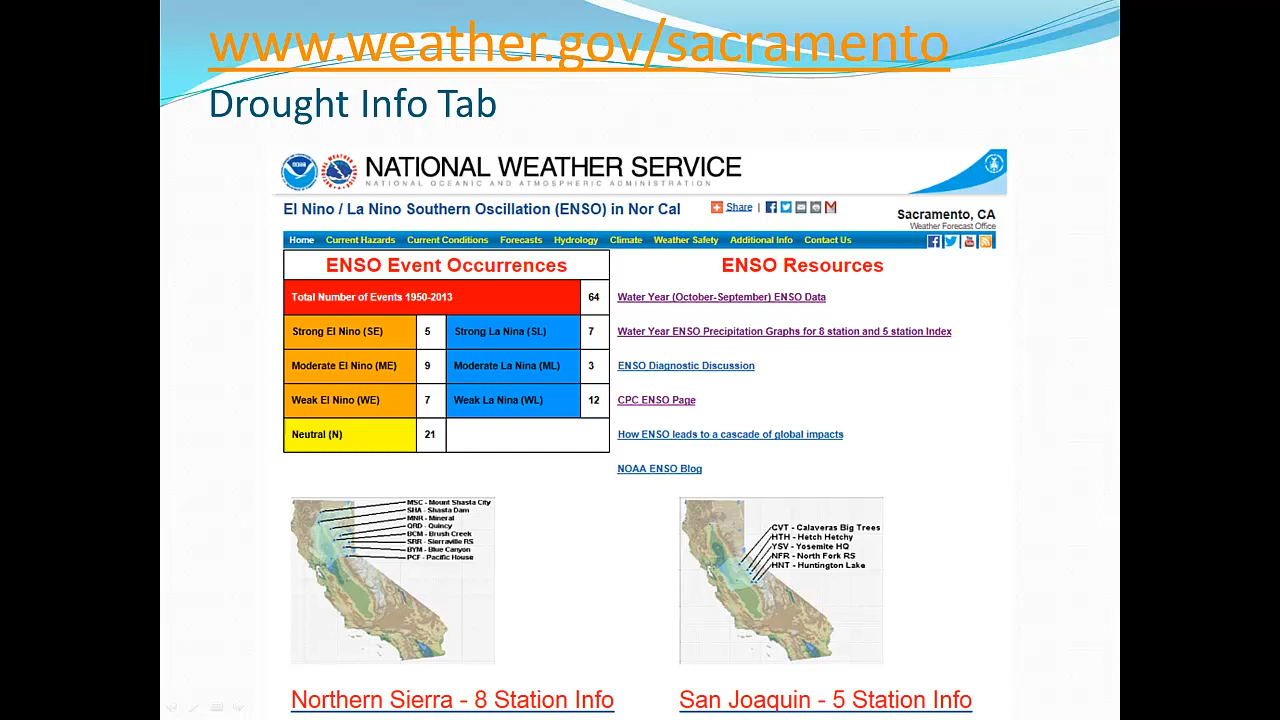 www.weather.gov/sacramento
Drought Info Tab
NATIONAL WEATHER SERVICE
NATIONAL OCEANIC AND ATMOSPHERIC ADMINISTRATION
El Nino / La Nino Southern Oscillation (ENSO) in Nor Cal
Share |
Sacramento, CA
Weather Forecast Office
Home Current Hazards Current Conditions Forecasts Hydrology Climate Weather Safety Additional Info Contact Us
ENSO Event Occurrences
Total Number of Events 1950-2013 64
Strong El Nino (SE) 5 Strong La Nina (SL) 7
Moderate El Nino (ME) 9 Moderate La Nina (ML) 3
Weak El Nino (WE) 7 Weak La Nina (WL) 12
Neutral (N) 21
ENSO Resources
Water Year (October-September) ENSO Data
Water Year ENSO Precipitation Graphs for 8 station and 5 station Index
ENSO Diagnostic Discussion
CPC ENSO Page
How ENSO leads to a cascade of global impacts
NOAA ENSO Blog
MSC - Mount Shasta City
SHA - Shasta Dam
MNR - Mineral
QRD - Quincy
BCM - Brush Creek
SRR - Sierraville RS
BYM - Blue Canyon
PCF - Pacific House
CVT - Calaveras Big Trees
HTH - Hetch Hetchy
YSV - Yosemite HQ
NFR - North Fork RS
HNT - Huntington Lake
Northern Sierra - 8 Station Info
San Joaquin - 5 Station Info